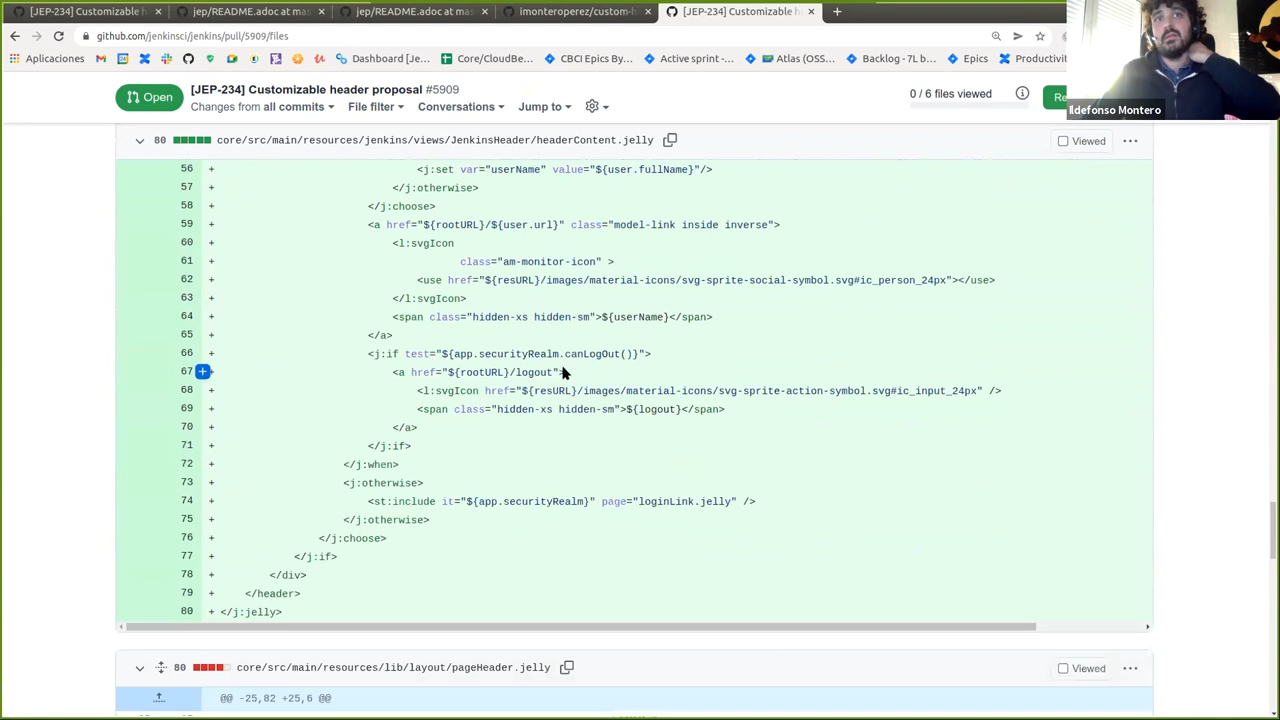 [JEP-234] Customizable h
jep/README.adoc at mas
jep/README.adoc at mas
imonteroperez/custom-h
[JEP-234] Customizable h
github.com/jenkinsci/jenkins/pull/5909/files
Aplicaciones
Dashboard [Je...
Core/CloudBe...
CBCI Epics By...
Active sprint -...
Atlas (OSS...
Backlog - 7L b...
Epics
Productivi
Ildefonso Montero
Open
[JEP-234] Customizable header proposal #5909
Changes from all commits
File filter
Conversations
Jump to
0 / 6 files viewed
Re
80 core/src/main/resources/jenkins/views/JenkinsHeader/headerContent.jelly
Viewed
56 + <j:set var="userName" value="${user.fullName}"/>
57 + </j:otherwise>
58 + </j:choose>
59 + <a href="${rootURL}/${user.url}" class="model-link inside inverse">
60 + <l:svgIcon
61 + class="am-monitor-icon" >
62 + <use href="${resURL}/images/material-icons/svg-sprite-social-symbol.svg#ic_person_24px"></use>
63 + </l:svgIcon>
64 + <span class="hidden-xs hidden-sm">${userName}</span>
65 + </a>
66 + <j:if test="${app.securityRealm.canLogOut()}">
67 + <a href="${rootURL}/logout">
68 + <l:svgIcon href="${resURL}/images/material-icons/svg-sprite-action-symbol.svg#ic_input_24px" />
69 + <span class="hidden-xs hidden-sm">${logout}</span>
70 + </a>
71 + </j:if>
72 + </j:when>
73 + <j:otherwise>
74 + <st:include it="${app.securityRealm}" page="loginLink.jelly" />
75 + </j:otherwise>
76 + </j:choose>
77 + </j:if>
78 + </div>
79 + </header>
80 + </j:jelly>
80 core/src/main/resources/lib/layout/pageHeader.jelly
Viewed
@@ -25,82 +25,6 @@